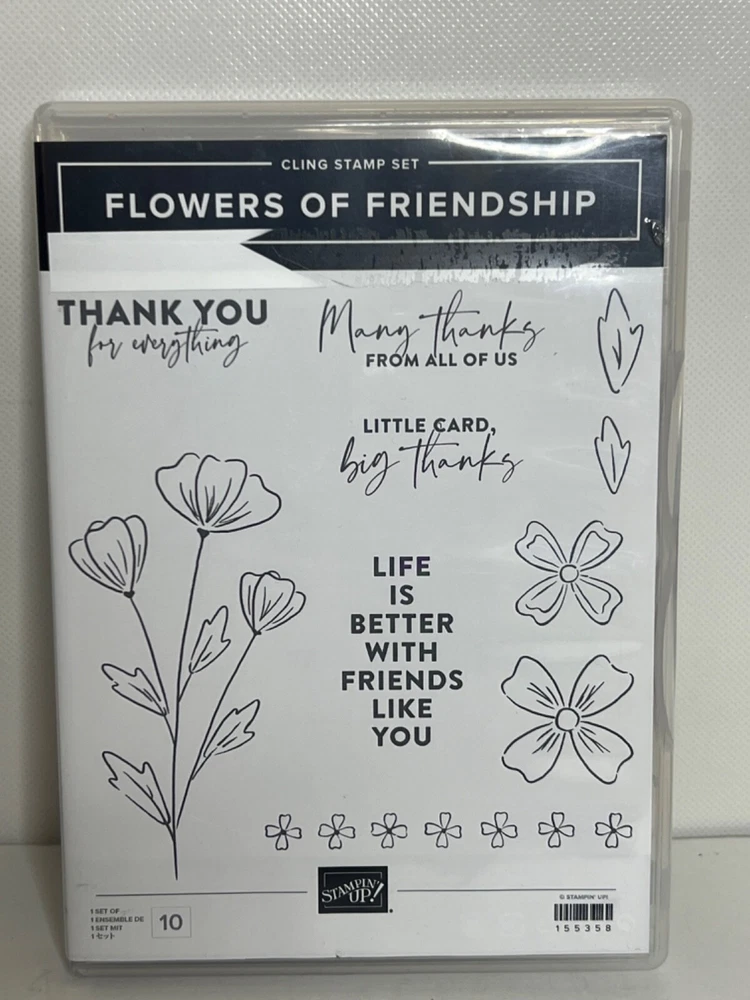 CLING STAMP SET
FLOWERS OF FRIENDSHIP
THANK YOU
for everything
Many thanks
FROM ALL OF US
LITTLE CARD,
big thanks
LIFE
IS
BETTER
WITH
FRIENDS
LIKE
YOU
STAMPIN' UP!®
1 SET OF
1 ENSEMBLE DE
1 SET MIT
1 セット
10
© STAMPIN' UP!
155358